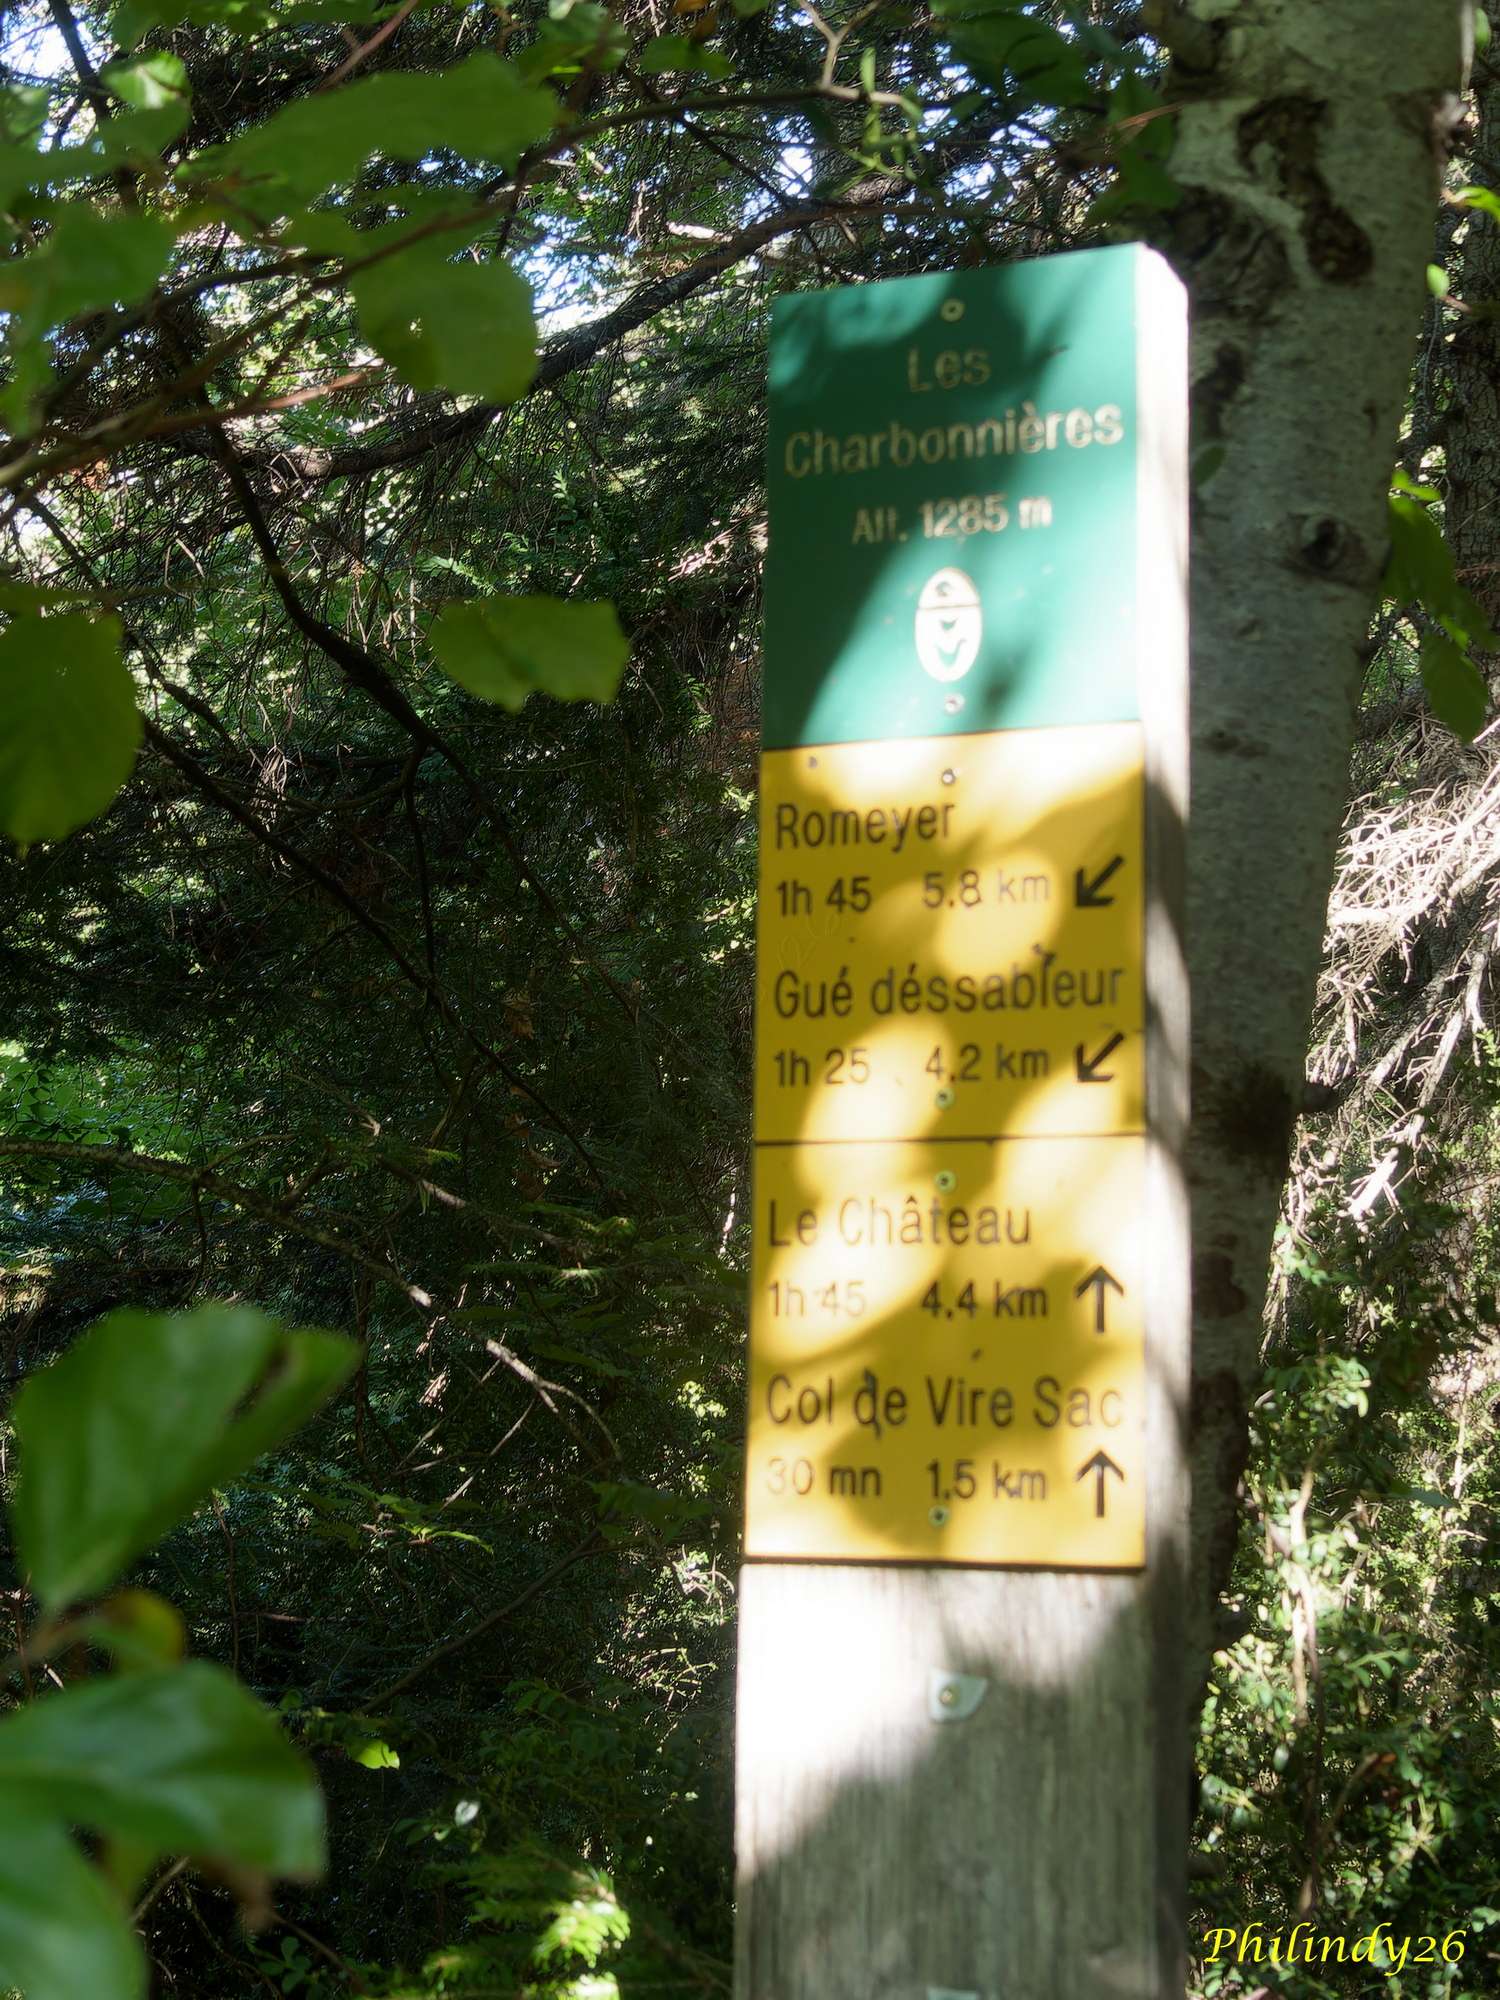 Les
Charbonnières
Alt. 1285 m
Romeyer
1h 45 5.8 km ↙
Gué déssableur
1h 25 4.2 km ↙
Le Château
1h 45 4.4 km ↑
Col de Vire Sac
30 mn 1.5 km ↑
Philindy26